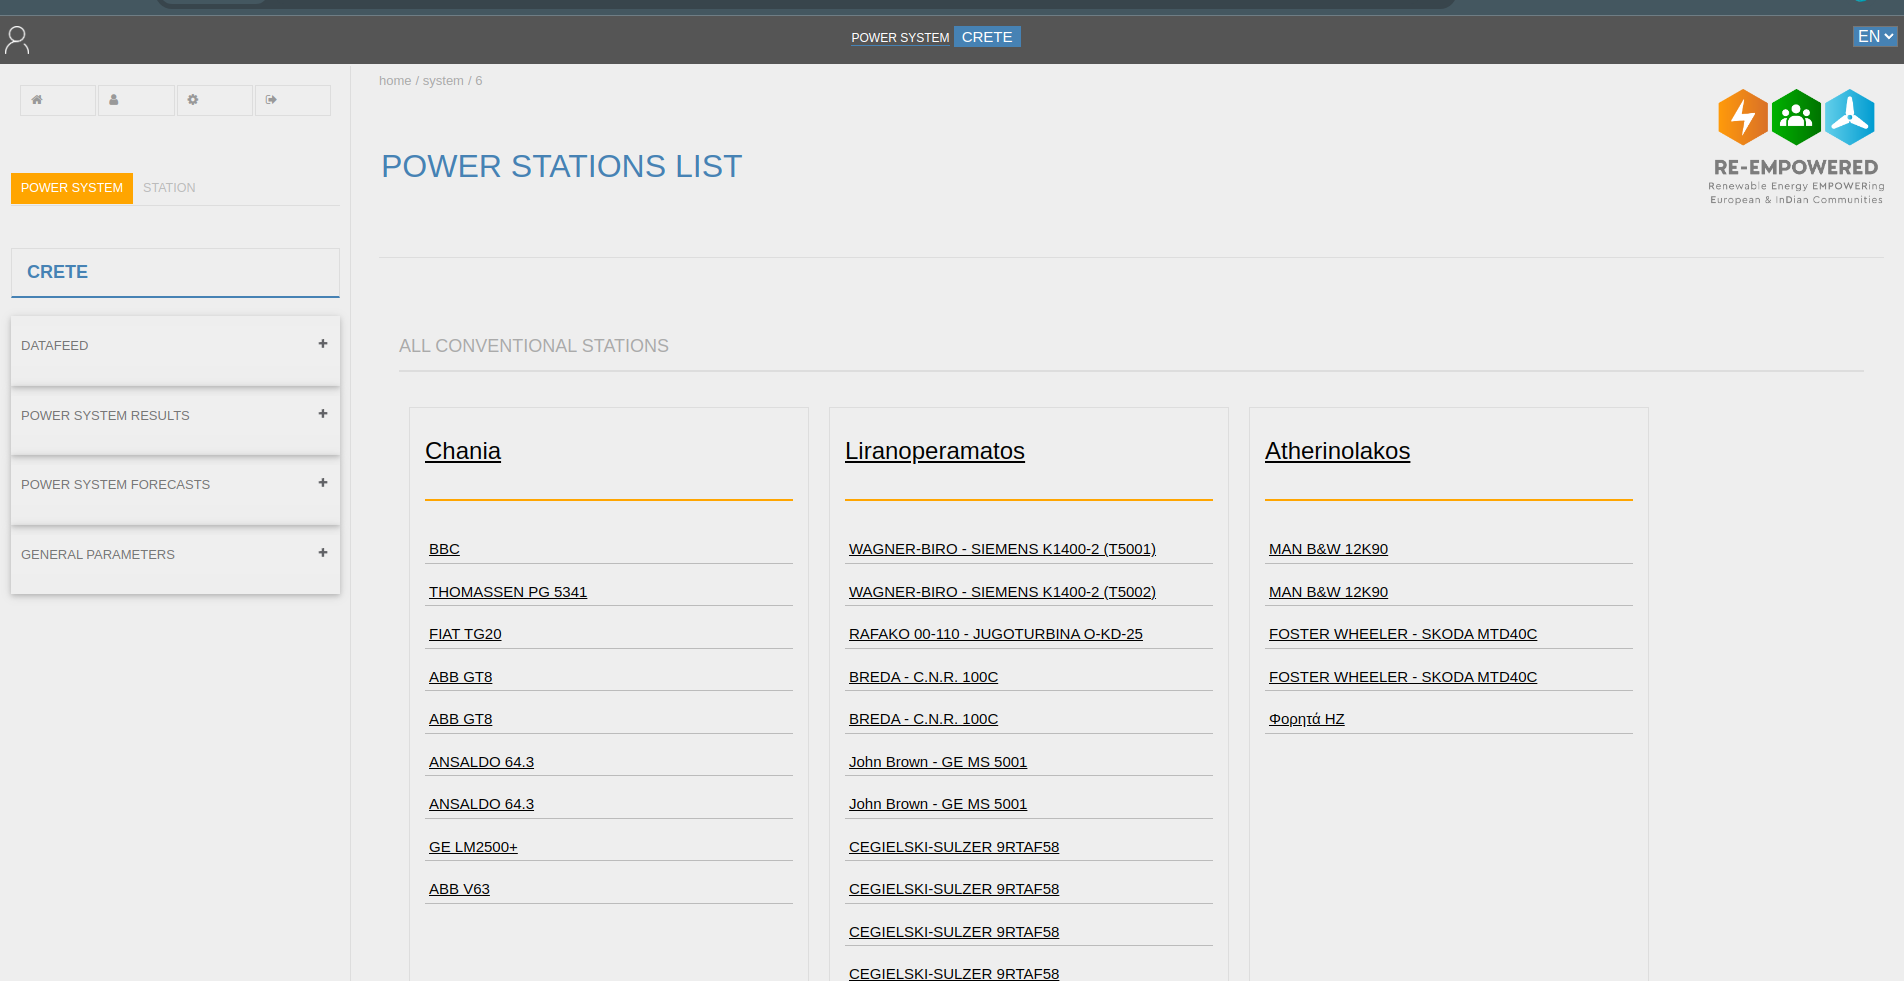 POWER SYSTEM CRETE
EN
home / system / 6
POWER STATIONS LIST
RE-EMPOWERED
Renewable Energy EMPOWERing
European & InDian Communities
POWER SYSTEM STATION
CRETE
DATAFEED +
POWER SYSTEM RESULTS +
POWER SYSTEM FORECASTS +
GENERAL PARAMETERS +
ALL CONVENTIONAL STATIONS
Chania
BBC
THOMASSEN PG 5341
FIAT TG20
ABB GT8
ABB GT8
ANSALDO 64.3
ANSALDO 64.3
GE LM2500+
ABB V63
Liranoperamatos
WAGNER-BIRO - SIEMENS K1400-2 (T5001)
WAGNER-BIRO - SIEMENS K1400-2 (T5002)
RAFAKO 00-110 - JUGOTURBINA O-KD-25
BREDA - C.N.R. 100C
BREDA - C.N.R. 100C
John Brown - GE MS 5001
John Brown - GE MS 5001
CEGIELSKI-SULZER 9RTAF58
CEGIELSKI-SULZER 9RTAF58
CEGIELSKI-SULZER 9RTAF58
CEGIELSKI-SULZER 9RTAF58
Atherinolakos
MAN B&W 12K90
MAN B&W 12K90
FOSTER WHEELER - SKODA MTD40C
FOSTER WHEELER - SKODA MTD40C
Φορητά ΗΖ